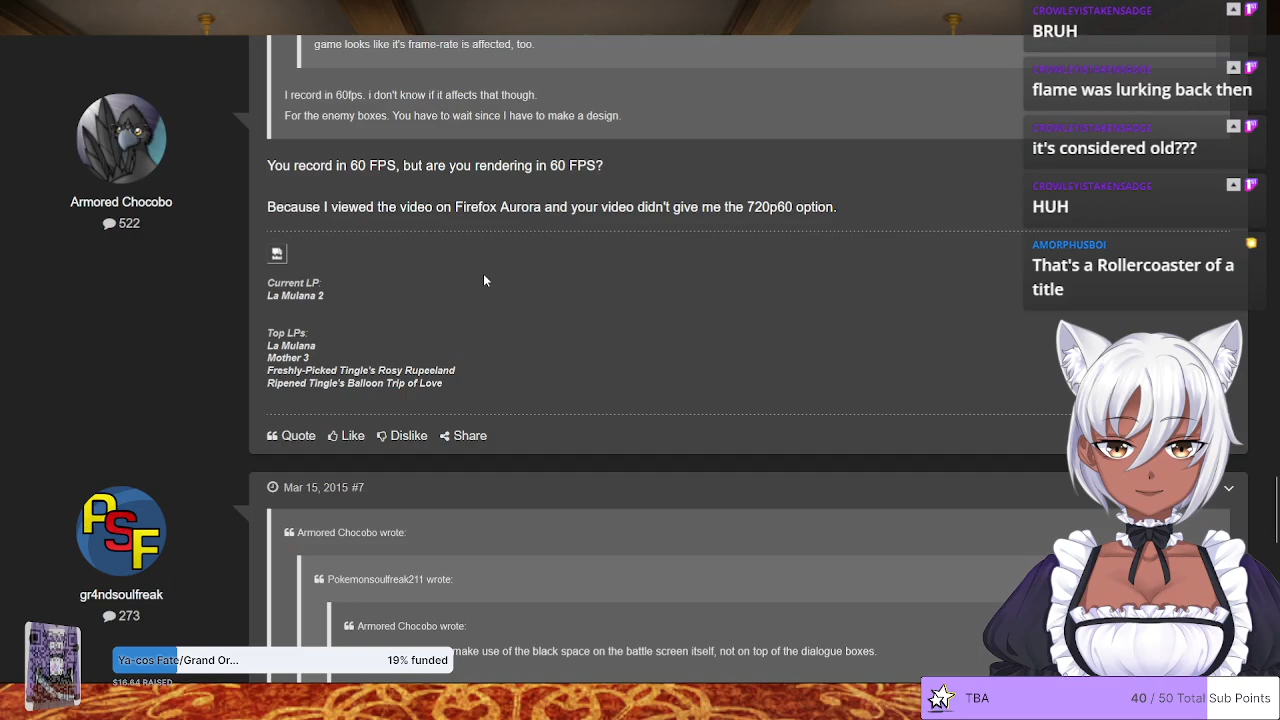 game looks like it's frame-rate is affected, too.
I record in 60fps. i don't know if it affects that though.
For the enemy boxes. You have to wait since I have to make a design.
Armored Chocobo
522
You record in 60 FPS, but are you rendering in 60 FPS?
Because I viewed the video on Firefox Aurora and your video didn't give me the 720p60 option.
Current LP:
La Mulana 2
Top LPs:
La Mulana
Mother 3
Freshly-Picked Tingle's Rosy Rupeeland
Ripened Tingle's Balloon Trip of Love
Quote Like Dislike Share
Mar 15, 2015 #7
PSF
gr4ndsoulfreak
273
Armored Chocobo wrote:
Pokemonsoulfreak211 wrote:
Armored Chocobo wrote:
make use of the black space on the battle screen itself, not on top of the dialogue boxes.
CROWLEYISTAKENSADGE
BRUH
CROWLEYISTAKENSADGE
flame was lurking back then
CROWLEYISTAKENSADGE
it's considered old???
CROWLEYISTAKENSADGE
HUH
AMORPHUSBOI
That's a Rollercoaster of a
title
Ya-cos Fate/Grand Or... 19% funded
$16.64 RAISED
TBA 40 / 50 Total Sub Points